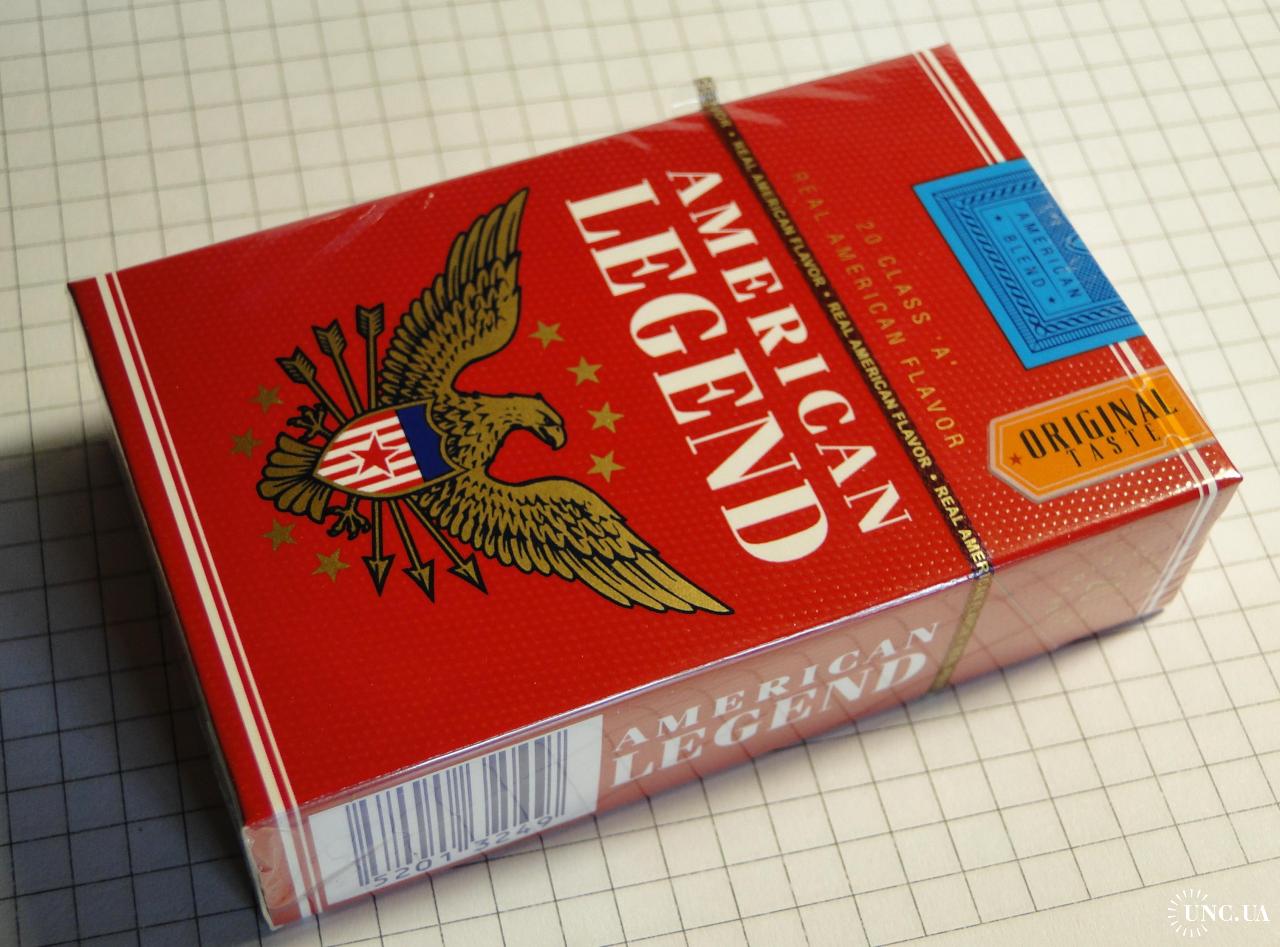 AMERICAN
LEGEND
REAL AMERICAN FLAVOR • REAL AMERICAN FLAVOR • REAL AMER
20 CLASS 'A'
REAL AMERICAN FLAVOR
AMERICAN
BLEND
ORIGINAL
TASTE
AMERICAN
LEGEND
5201 3249
UNC.UA